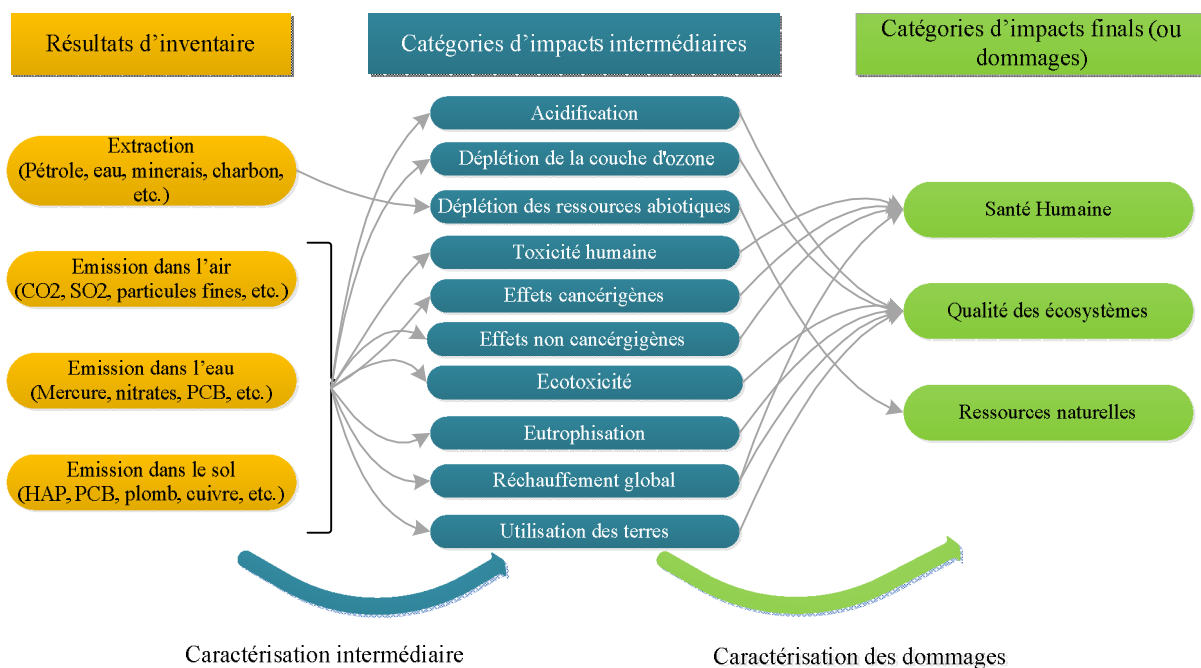 Résultats d’inventaire
Catégories d’impacts intermédiaires
Catégories d’impacts finals (ou
dommages)
Extraction
(Pétrole, eau, minerais, charbon,
etc.)
Emission dans l’air
(CO2, SO2, particules fines, etc.)
Emission dans l’eau
(Mercure, nitrates, PCB, etc.)
Emission dans le sol
(HAP, PCB, plomb, cuivre, etc.)
Acidification
Déplétion de la couche d'ozone
Déplétion des ressources abiotiques
Toxicité humaine
Effets cancérigènes
Effets non cancérgigènes
Ecotoxicité
Eutrophisation
Réchauffement global
Utilisation des terres
Santé Humaine
Qualité des écosystèmes
Ressources naturelles
Caractérisation intermédiaire
Caractérisation des dommages